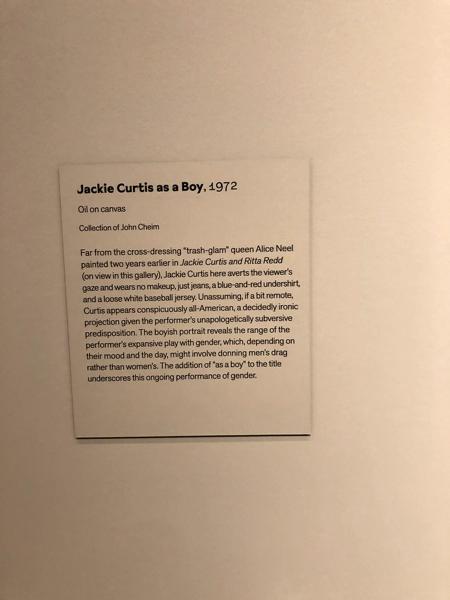 Jackie Curtis as a Boy, 1972
Oil on canvas
Collection of John Cheim
Far from the cross-dressing “trash-glam” queen Alice Neel
painted two years earlier in Jackie Curtis and Ritta Redd
(on view in this gallery), Jackie Curtis here averts the viewer's
gaze and wears no makeup, just jeans, a blue-and-red undershirt,
and a loose white baseball jersey. Unassuming, if a bit remote,
Curtis appears conspicuously all-American, a decidedly ironic
projection given the performer's unapologetically subversive
predisposition. The boyish portrait reveals the range of the
performer's expansive play with gender, which, depending on
their mood and the day, might involve donning men's drag
rather than women's. The addition of “as a boy” to the title
underscores this ongoing performance of gender.